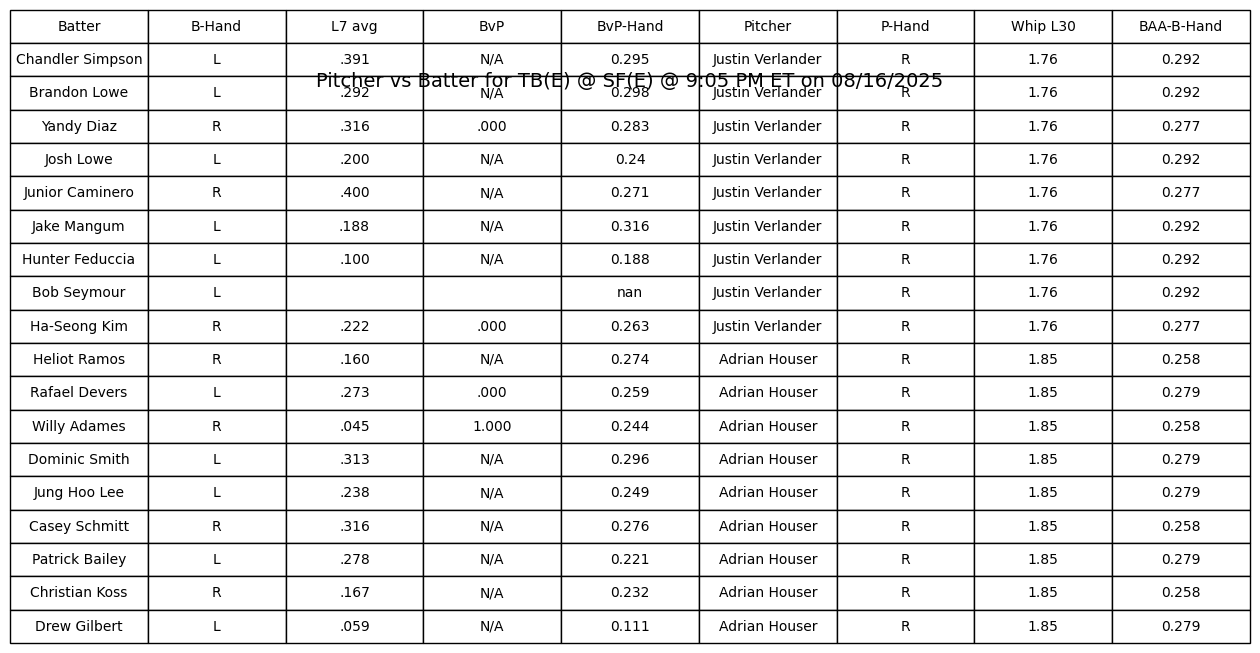 Batter B-Hand L7 avg BvP BvP-Hand Pitcher P-Hand Whip L30 BAA-B-Hand
Chandler Simpson L .391 N/A 0.295 Justin Verlander R 1.76 0.292
Pitcher vs Batter for TB(E) @ SF(E) @ 9:05 PM ET on 08/16/2025
Brandon Lowe L .292 N/A 0.298 Justin Verlander R 1.76 0.292
Yandy Diaz R .316 .000 0.283 Justin Verlander R 1.76 0.277
Josh Lowe L .200 N/A 0.24 Justin Verlander R 1.76 0.292
Junior Caminero R .400 N/A 0.271 Justin Verlander R 1.76 0.277
Jake Mangum L .188 N/A 0.316 Justin Verlander R 1.76 0.292
Hunter Feduccia L .100 N/A 0.188 Justin Verlander R 1.76 0.292
Bob Seymour L nan Justin Verlander R 1.76 0.292
Ha-Seong Kim R .222 .000 0.263 Justin Verlander R 1.76 0.277
Heliot Ramos R .160 N/A 0.274 Adrian Houser R 1.85 0.258
Rafael Devers L .273 .000 0.259 Adrian Houser R 1.85 0.279
Willy Adames R .045 1.000 0.244 Adrian Houser R 1.85 0.258
Dominic Smith L .313 N/A 0.296 Adrian Houser R 1.85 0.279
Jung Hoo Lee L .238 N/A 0.249 Adrian Houser R 1.85 0.279
Casey Schmitt R .316 N/A 0.276 Adrian Houser R 1.85 0.258
Patrick Bailey L .278 N/A 0.221 Adrian Houser R 1.85 0.279
Christian Koss R .167 N/A 0.232 Adrian Houser R 1.85 0.258
Drew Gilbert L .059 N/A 0.111 Adrian Houser R 1.85 0.279